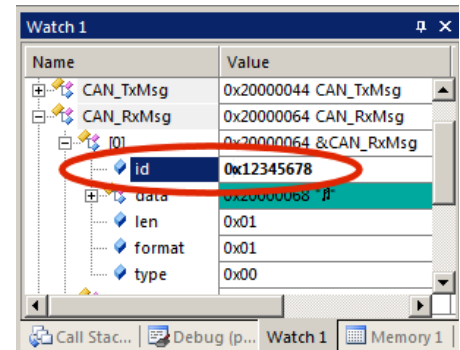 Watch 1
Name Value
CAN_TxMsg 0x20000044 CAN_TxMsg
CAN_RxMsg 0x20000064 CAN_RxMsg
[0] 0x20000064 &CAN_RxMsg
id 0x12345678
data 0x20000068
len 0x01
format 0x01
type 0x00
Call Stac... Debug (p... Watch 1 Memory 1